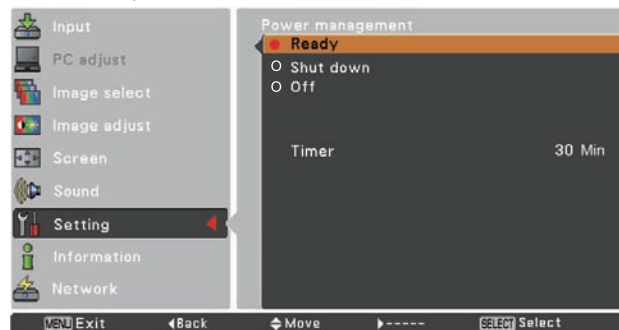 Input
PC adjust
Image select
Image adjust
Screen
Sound
Setting
Information
Network
Power management
Ready
Shut down
Off
Timer 30 Min
MENU Exit Back Move ----- SELECT Select